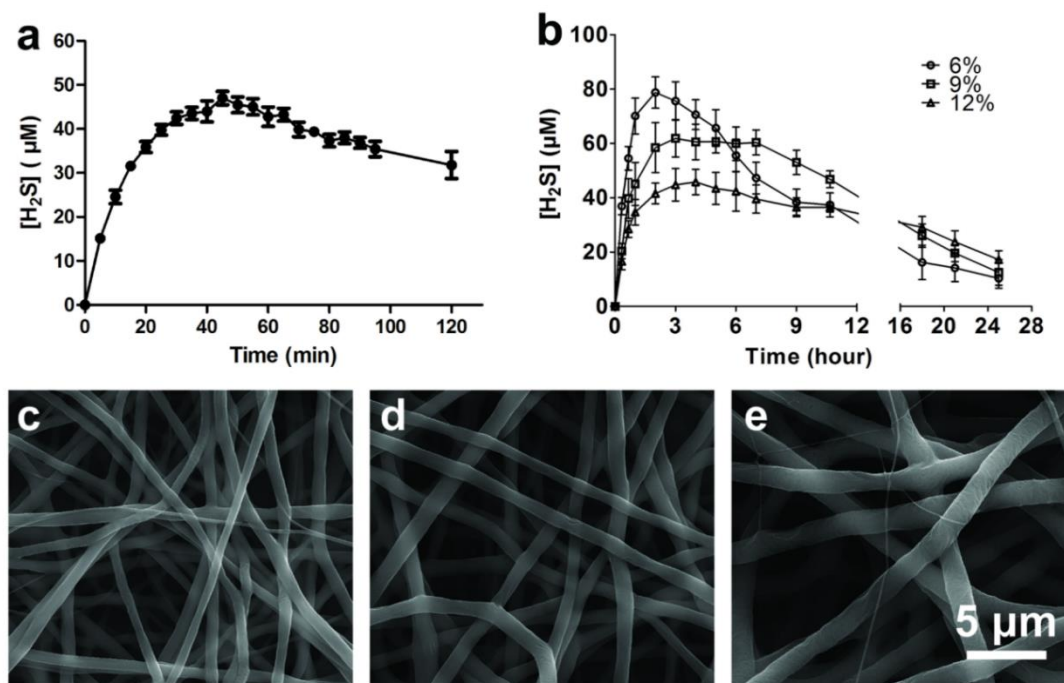 a
60
50
40
30
20
10
0
[H₂S] ( µM)
0 20 40 60 80 100 120
Time (min)
b
100
80
60
40
20
0
[H₂S] (µM)
6%
9%
12%
0 3 6 9 12 16 20 24 28
Time (hour)
c
d
e
5 µm